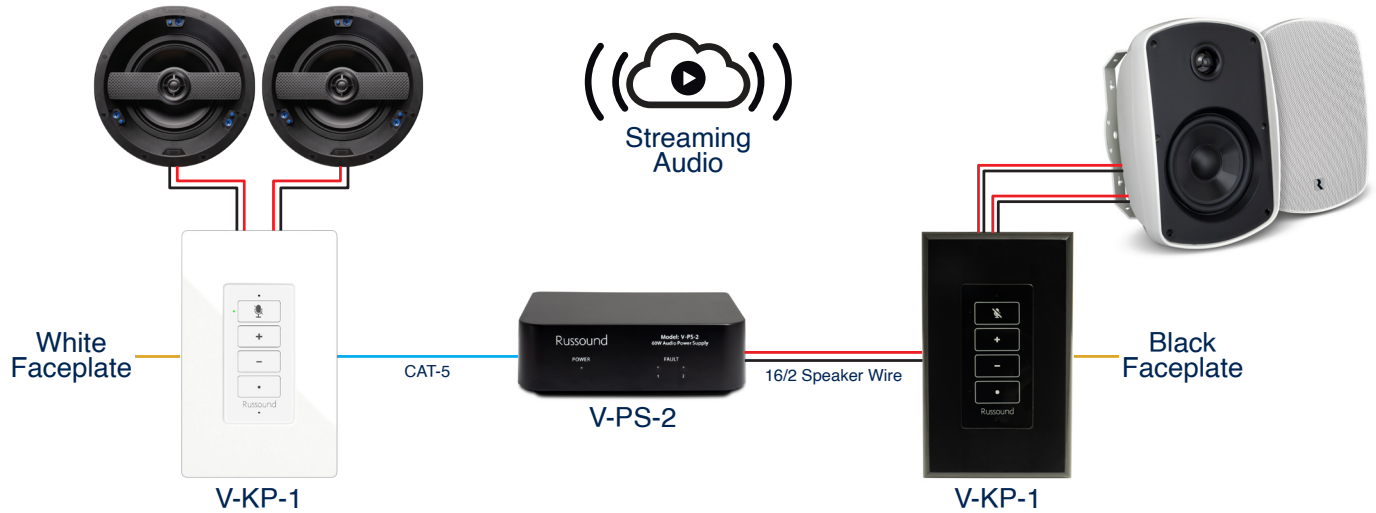 Streaming
Audio
White
Faceplate
+
−
Russound
V-KP-1
CAT-5
Russound
Model: V-PS-2
60W Audio Power Supply
POWER
FAULT
1 2
V-PS-2
16/2 Speaker Wire
+
−
Russound
V-KP-1
Black
Faceplate
R